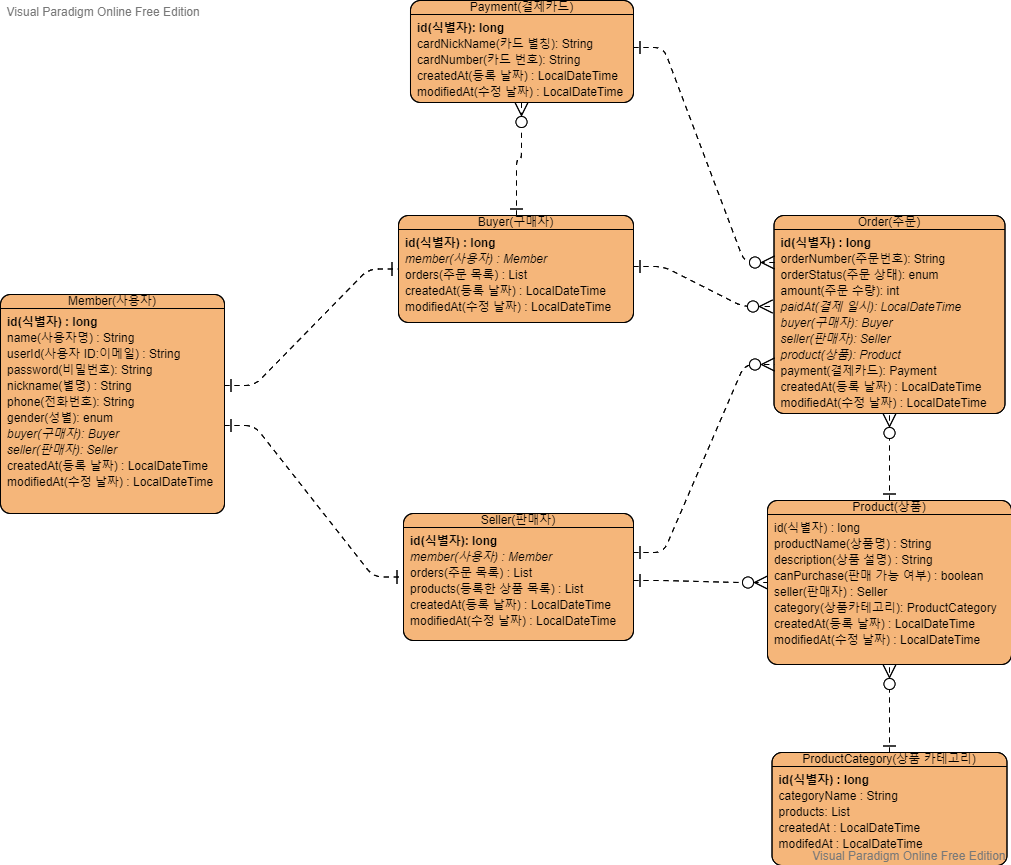 Visual Paradigm Online Free Edition
Payment(결제카드)
id(식별자): long
cardNickName(카드 별칭): String
cardNumber(카드 번호): String
createdAt(등록 날짜) : LocalDateTime
modifiedAt(수정 날짜) : LocalDateTime
Buyer(구매자)
id(식별자) : long
member(사용자) : Member
orders(주문 목록) : List
createdAt(등록 날짜) : LocalDateTime
modifiedAt(수정 날짜) : LocalDateTime
Order(주문)
id(식별자) : long
orderNumber(주문번호): String
orderStatus(주문 상태): enum
amount(주문 수량): int
paidAt(결제 일시): LocalDateTime
buyer(구매자): Buyer
seller(판매자): Seller
product(상품): Product
payment(결제카드): Payment
createdAt(등록 날짜) : LocalDateTime
modifiedAt(수정 날짜) : LocalDateTime
Member(사용자)
id(식별자) : long
name(사용자명) : String
userId(사용자 ID:이메일) : String
password(비밀번호): String
nickname(별명) : String
phone(전화번호): String
gender(성별): enum
buyer(구매자): Buyer
seller(판매자): Seller
createdAt(등록 날짜) : LocalDateTime
modifiedAt(수정 날짜) : LocalDateTime
Seller(판매자)
id(식별자): long
member(사용자) : Member
orders(주문 목록) : List
products(등록한 상품 목록) : List
createdAt(등록 날짜) : LocalDateTime
modifiedAt(수정 날짜) : LocalDateTime
Product(상품)
id(식별자) : long
productName(상품명) : String
description(상품 설명) : String
canPurchase(판매 가능 여부) : boolean
seller(판매자) : Seller
category(상품카테고리): ProductCategory
createdAt(등록 날짜) : LocalDateTime
modifiedAt(수정 날짜) : LocalDateTime
ProductCategory(상품 카테고리)
id(식별자) : long
categoryName : String
products: List
createdAt : LocalDateTime
modifedAt : LocalDateTime
Visual Paradigm Online Free Edition